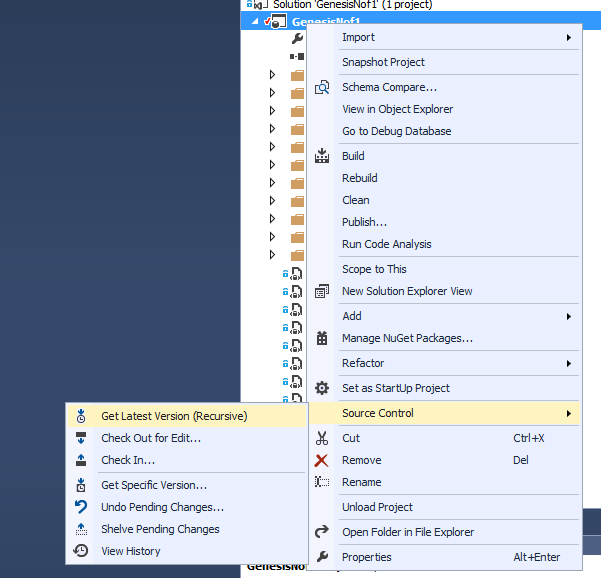 Solution 'GenesisNof1' (1 project)
GenesisNof1
Import
Snapshot Project
Schema Compare...
View in Object Explorer
Go to Debug Database
Build
Rebuild
Clean
Publish...
Run Code Analysis
Scope to This
New Solution Explorer View
Add
Manage NuGet Packages...
Refactor
Set as StartUp Project
Source Control
Cut Ctrl+X
Remove Del
Rename
Unload Project
Open Folder in File Explorer
Properties Alt+Enter
Get Latest Version (Recursive)
Check Out for Edit...
Check In...
Get Specific Version...
Undo Pending Changes...
Shelve Pending Changes
View History